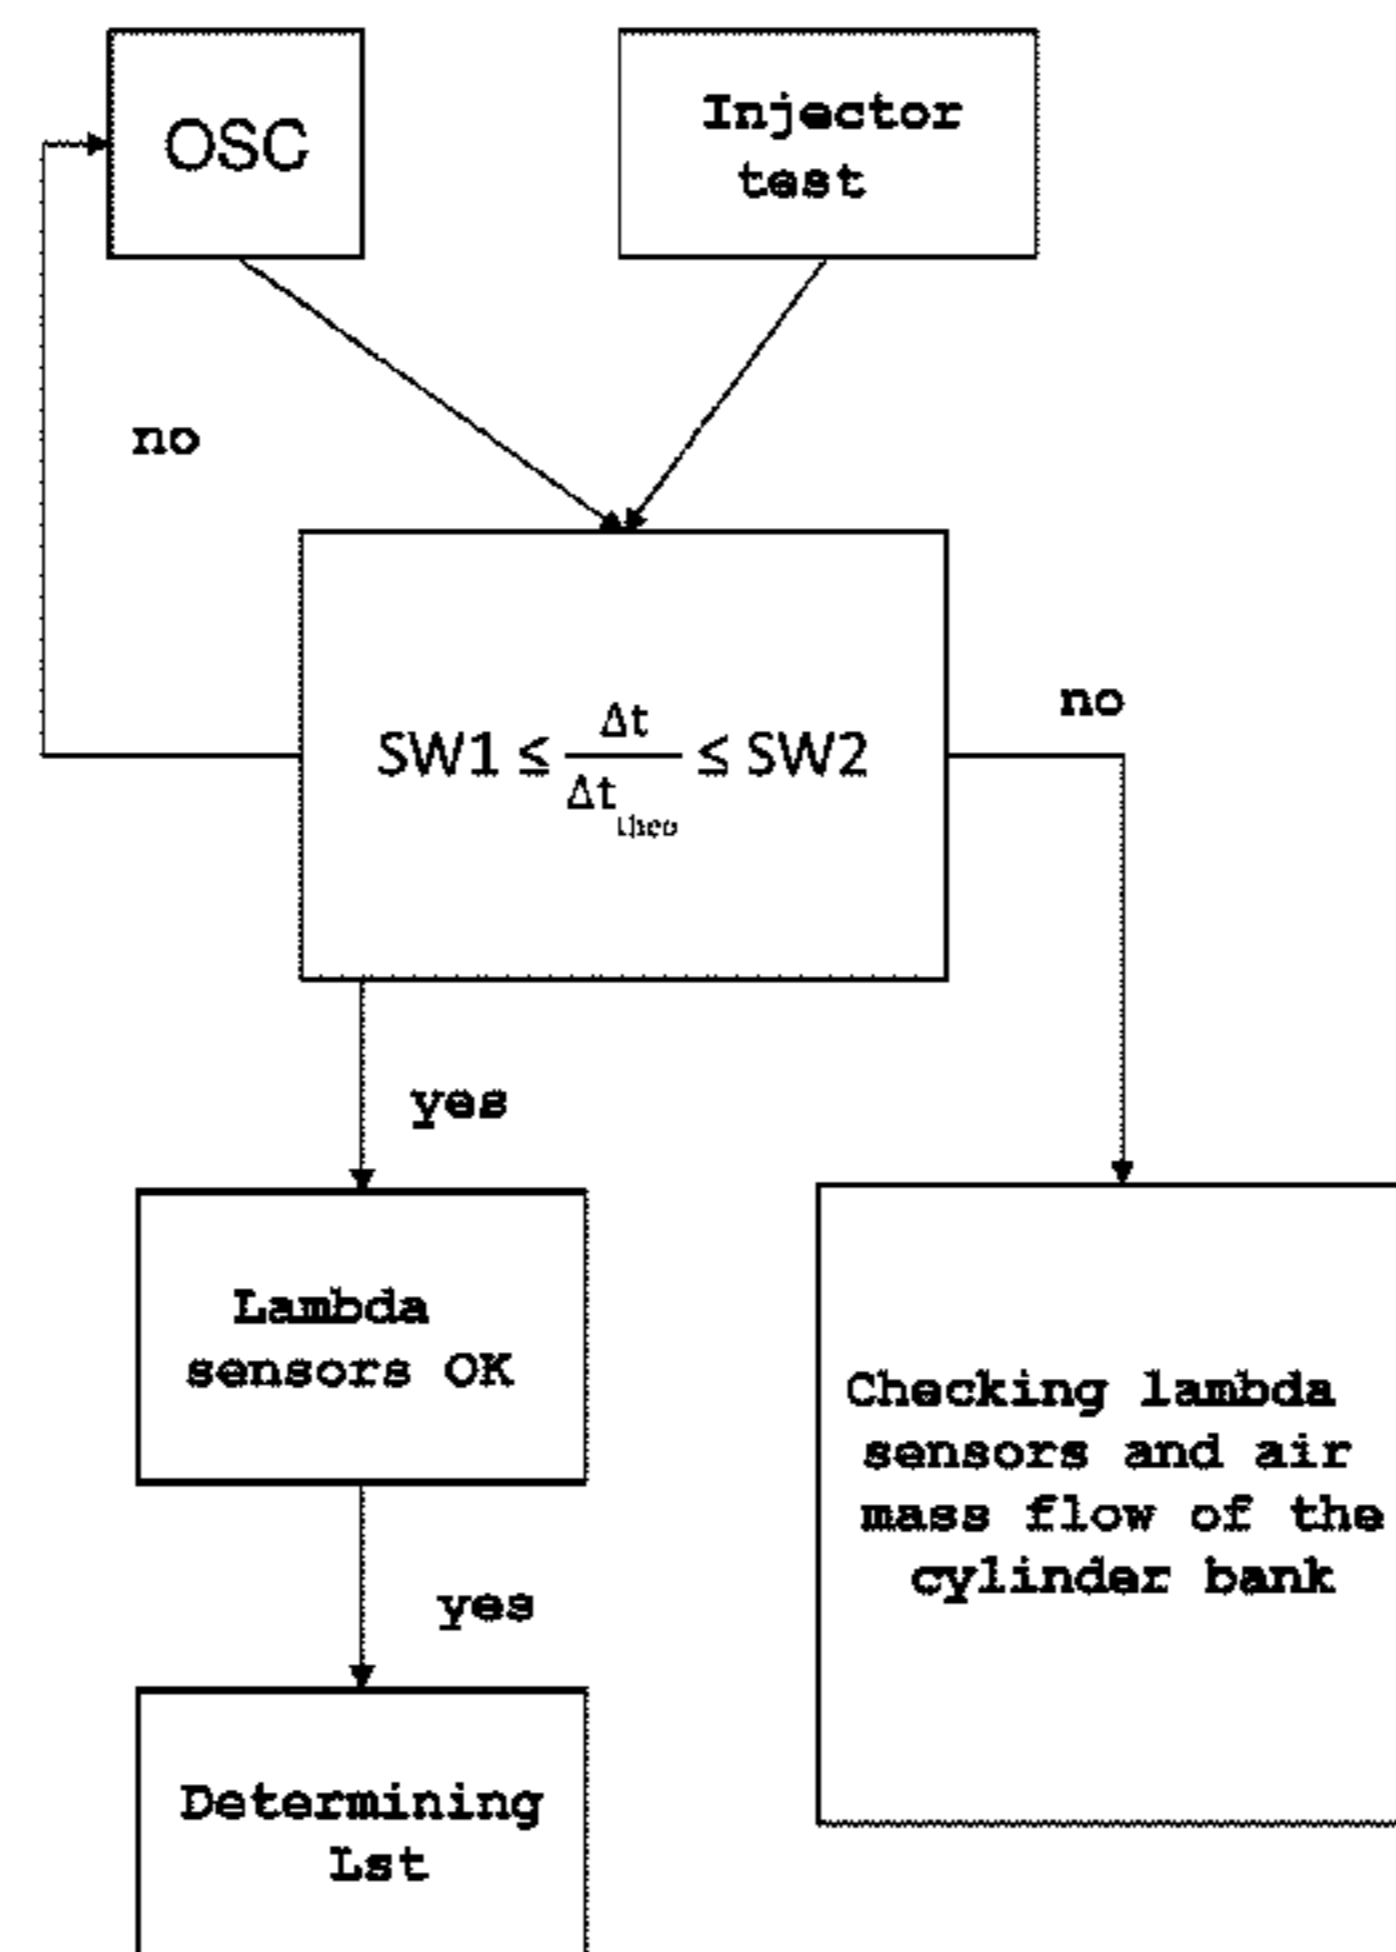 OSC
Injector
test
no
SW1 ≤ Δt / Δt theo ≤ SW2
no
yes
Lambda
sensors OK
Checking lambda
sensors and air
mass flow of the
cylinder bank
yes
Determining
Lst